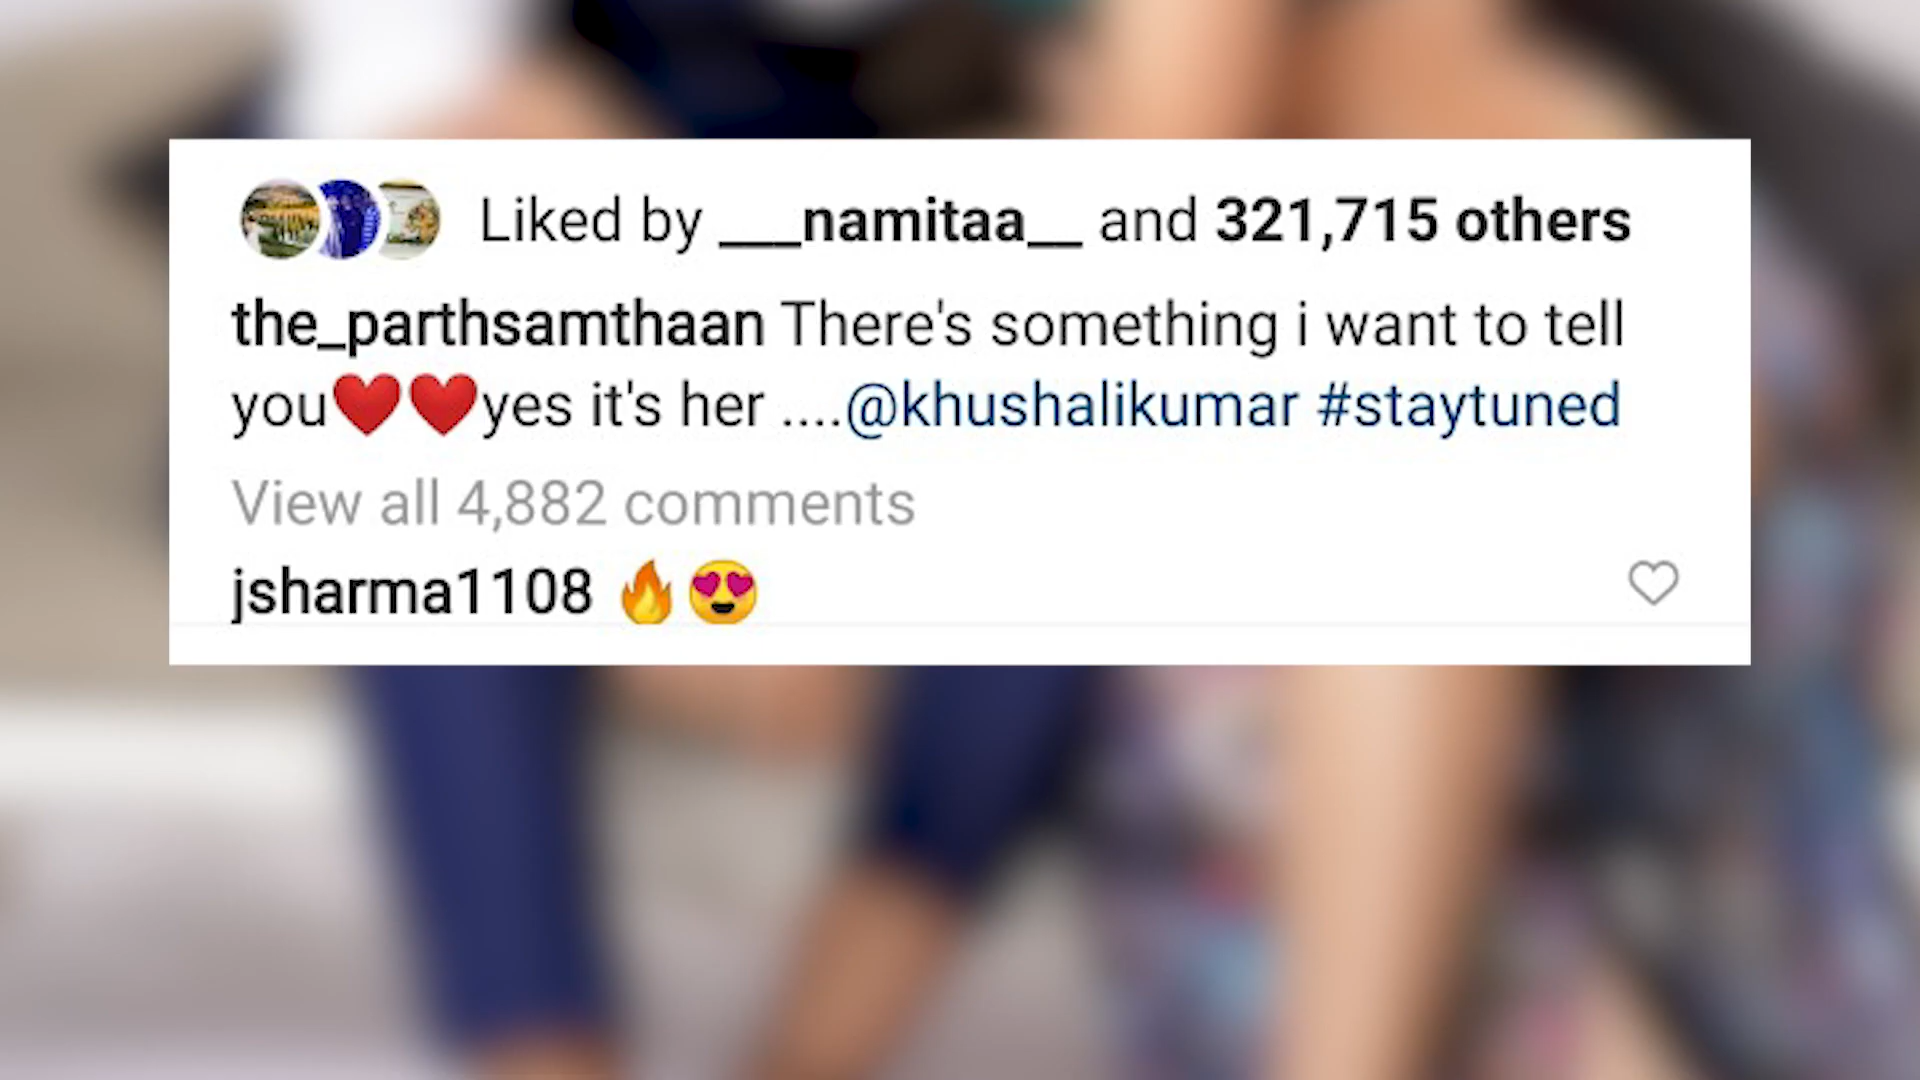 Liked by ___namitaa__ and 321,715 others
the_parthsamthaan There's something i want to tell
you❤️❤️yes it's her ....@khushalikumar #staytuned
View all 4,882 comments
jsharma1108 🔥😍